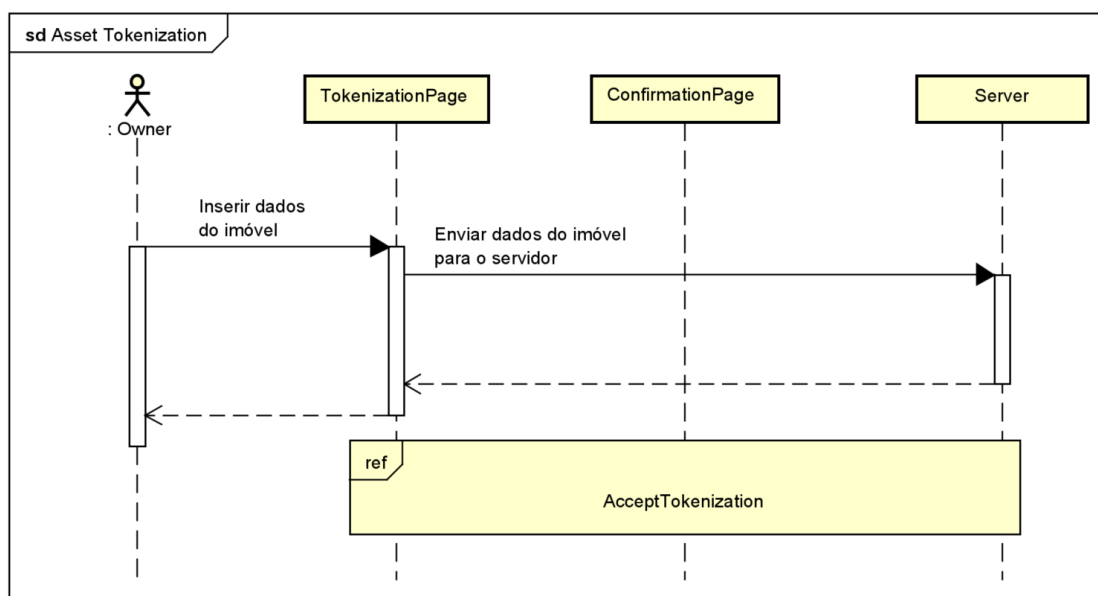 sd Asset Tokenization
TokenizationPage
ConfirmationPage
Server
: Owner
Inserir dados
do imóvel
Enviar dados do imóvel
para o servidor
ref
AcceptTokenization